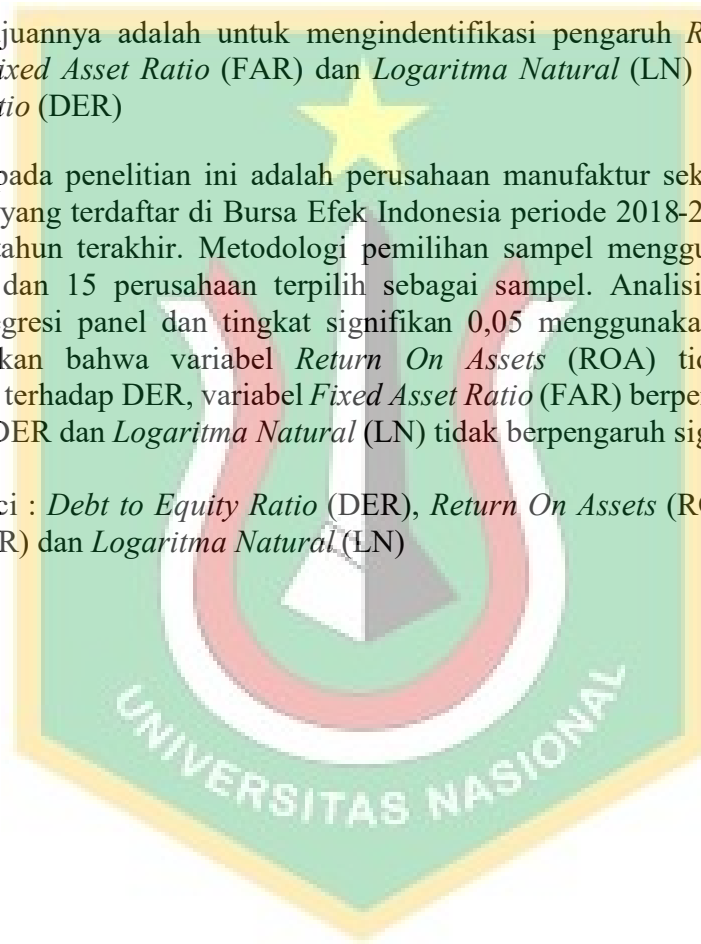 juannya adalah untuk mengindentifikasi pengaruh R
ixed Asset Ratio (FAR) dan Logaritma Natural (LN)
tio (DER)
pada penelitian ini adalah perusahaan manufaktur sek
yang terdaftar di Bursa Efek Indonesia periode 2018-2
tahun terakhir. Metodologi pemilihan sampel menggu
dan 15 perusahaan terpilih sebagai sampel. Analisi
egresi panel dan tingkat signifikan 0,05 menggunaka
kan bahwa variabel Return On Assets (ROA) tid
terhadap DER, variabel Fixed Asset Ratio (FAR) berpe
DER dan Logaritma Natural (LN) tidak berpengaruh sig
ci : Debt to Equity Ratio (DER), Return On Assets (RO
R) dan Logaritma Natural (LN)
UNIVERSITAS NASIONAL